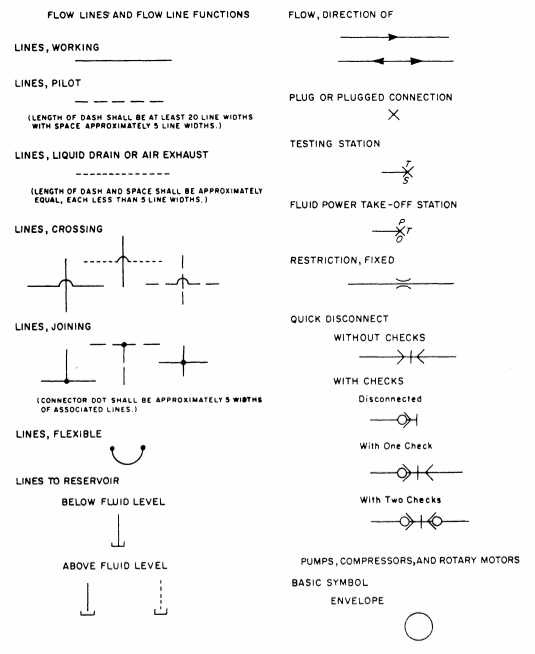 FLOW LINES AND FLOW LINE FUNCTIONS
LINES, WORKING
LINES, PILOT
(LENGTH OF DASH SHALL BE AT LEAST 20 LINE WIDTHS
WITH SPACE APPROXIMATELY 5 LINE WIDTHS.)
LINES, LIQUID DRAIN OR AIR EXHAUST
(LENGTH OF DASH AND SPACE SHALL BE APPROXIMATELY
EQUAL, EACH LESS THAN 5 LINE WIDTHS.)
LINES, CROSSING
LINES, JOINING
(CONNECTOR DOT SHALL BE APPROXIMATELY 5 WIDTHS
OF ASSOCIATED LINES.)
LINES, FLEXIBLE
LINES TO RESERVOIR
BELOW FLUID LEVEL
ABOVE FLUID LEVEL
FLOW, DIRECTION OF
PLUG OR PLUGGED CONNECTION
TESTING STATION
T
S
FLUID POWER TAKE-OFF STATION
P
T
O
RESTRICTION, FIXED
QUICK DISCONNECT
WITHOUT CHECKS
WITH CHECKS
Disconnected
With One Check
With Two Checks
PUMPS, COMPRESSORS, AND ROTARY MOTORS
BASIC SYMBOL
ENVELOPE